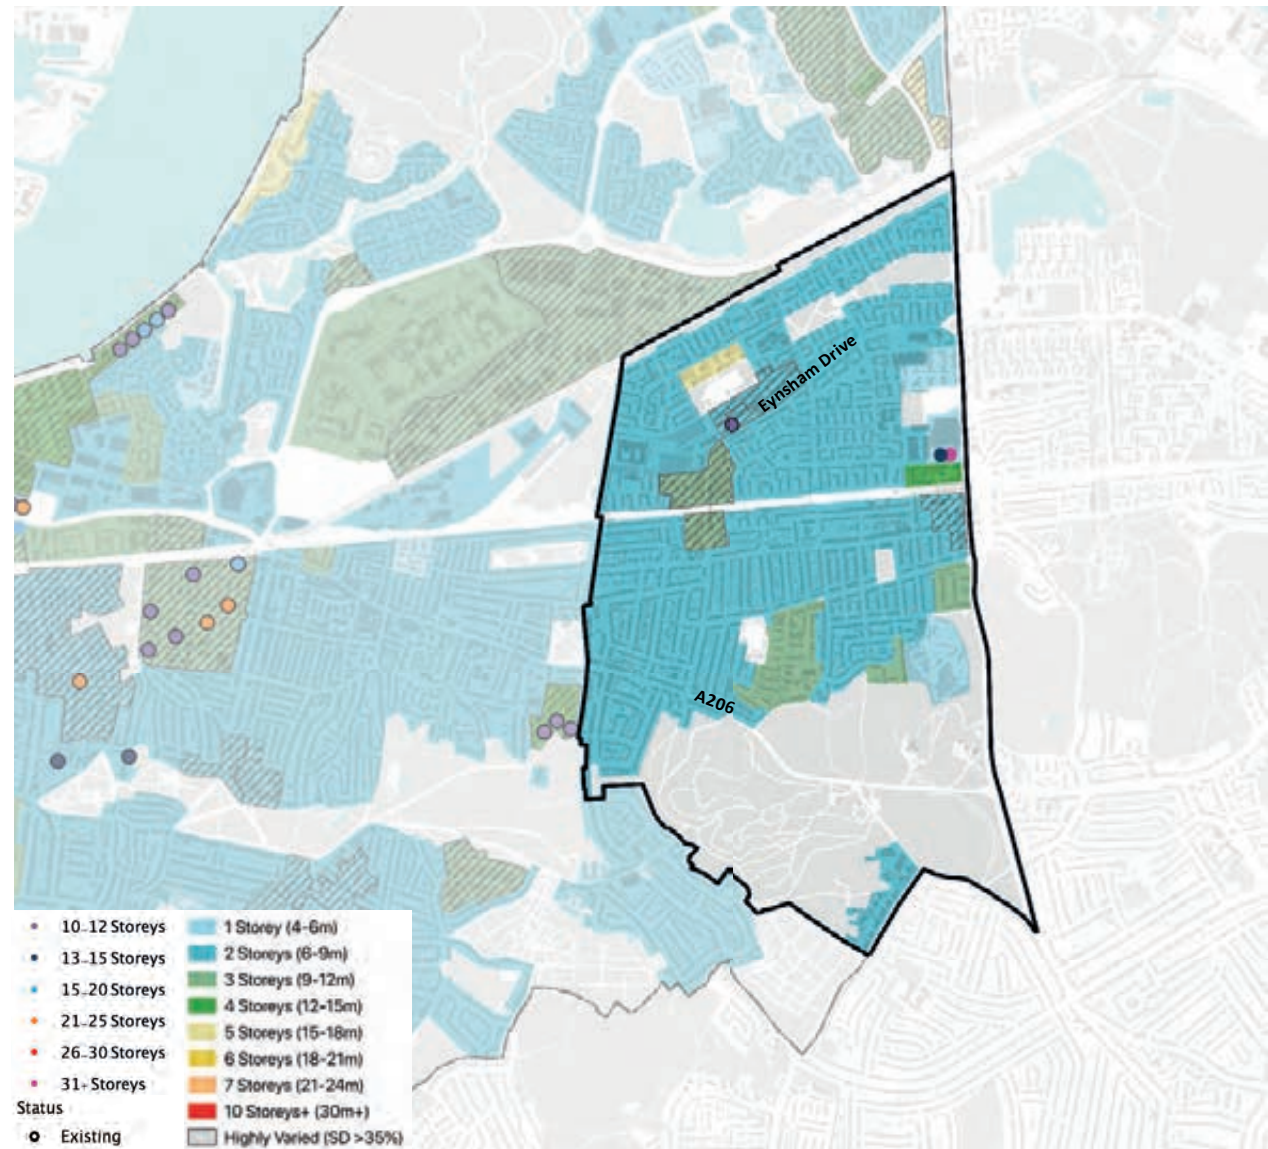 Eynsham Drive
A206
10-12 Storeys
13-15 Storeys
15-20 Storeys
21-25 Storeys
26-30 Storeys
31+ Storeys
Status
Existing
1 Storey (4-6m)
2 Storeys (6-9m)
3 Storeys (9-12m)
4 Storeys (12-15m)
5 Storeys (15-18m)
6 Storeys (18-21m)
7 Storeys (21-24m)
10 Storeys+ (30m+)
Highly Varied (SD >35%)